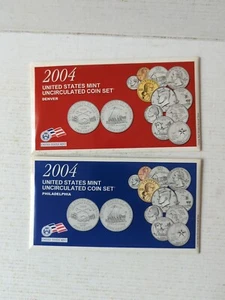 2004
UNITED STATES MINT
UNCIRCULATED COIN SET
DENVER
2004
UNITED STATES MINT
UNCIRCULATED COIN SET
PHILADELPHIA